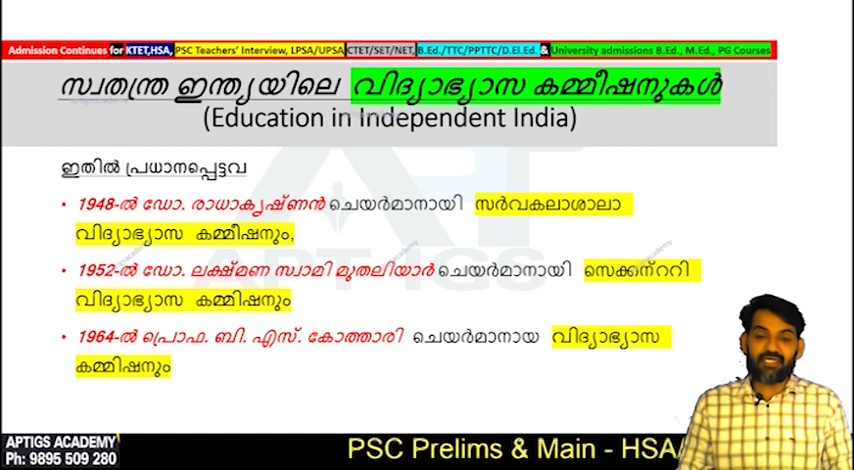 Admission Continues for KTET,HSA, PSC Teachers' Interview, LPSA/UPSA CTET/SET/NET, B.Ed./TTC/PPTTC/D.El.Ed. & University admissions B.Ed., M.Ed., PG Courses
സ്വതന്ത്ര ഇന്ത്യയിലെ വിദ്യാഭ്യാസ കമ്മീഷനുകൾ
(Education in Independent India)
ഇതിൽ പ്രധാനപ്പെട്ടവ
• 1948-ൽ ഡോ. രാധാകൃഷ്ണൻ ചെയർമാനായി സർവകലാശാലാ
വിദ്യാഭ്യാസ കമ്മീഷനും,
• 1952-ൽ ഡോ. ലക്ഷ്മണ സ്വാമി മുതലിയാർ ചെയർമാനായി സെക്കന്ററി
വിദ്യാഭ്യാസ കമ്മിഷനും
• 1964-ൽ പ്രൊഫ. ബി. എസ്. കോത്താരി ചെയർമാനായ വിദ്യാഭ്യാസ
കമ്മിഷനും
APTIGS
APTIGS ACADEMY
Ph: 9895 509 280
PSC Prelims & Main - HSA/